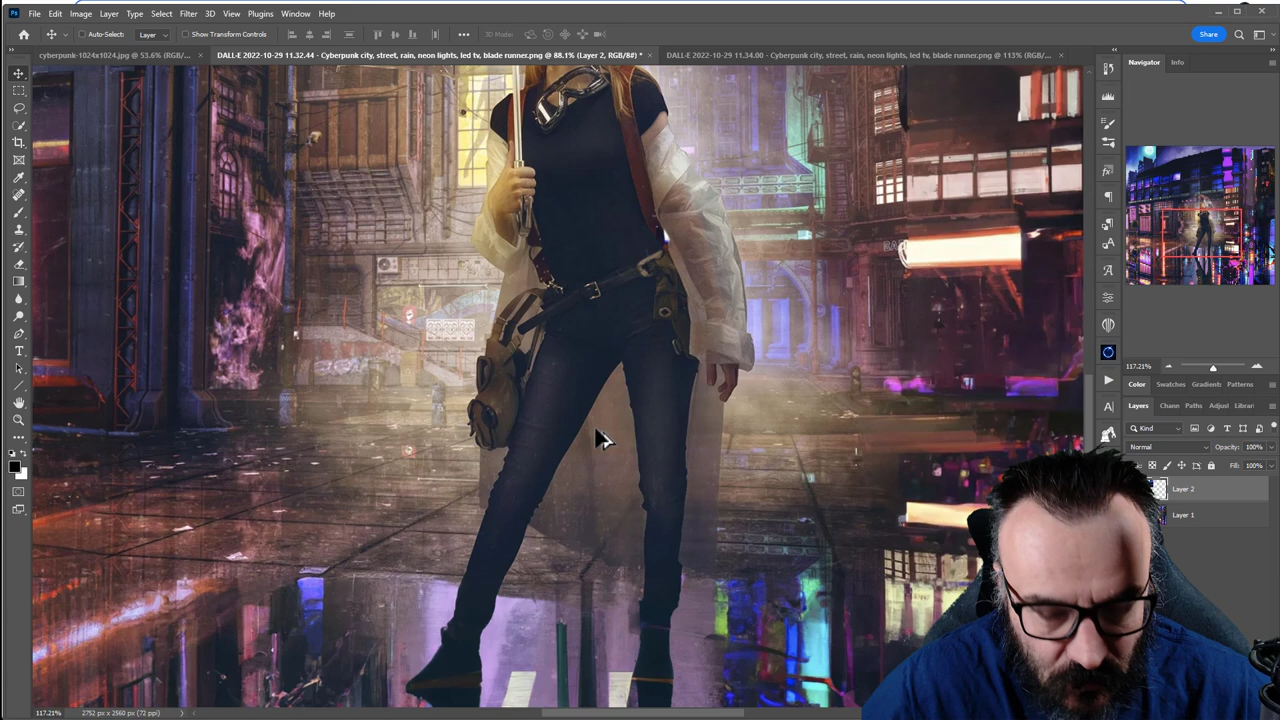 Ps File Edit Image Layer Type Select Filter 3D View Plugins Window Help
Auto-Select: Layer Show Transform Controls ••• 3D Mode: Share
cyberpunk-1024x1024.jpg @ 53.6% (RGB/... × DALL·E 2022-10-29 11.32.44 - Cyberpunk city, street, rain, neon lights, led tv, blade runner.png @ 88.1% (Layer 2, RGB/8#) * × DALL·E 2022-10-29 11.34.00 - Cyberpunk city, street, rain, neon lights, led tv, blade runner.png @ 113% (RGB/8#)... ×
Navigator Info
117.21%
Color Swatches Gradients Patterns
Layers Chann Paths Adjust Librar
Kind
Normal Opacity: 100%
Fill: 100%
Layer 2
Layer 1
117.21% 2752 px x 2560 px (72 ppi)